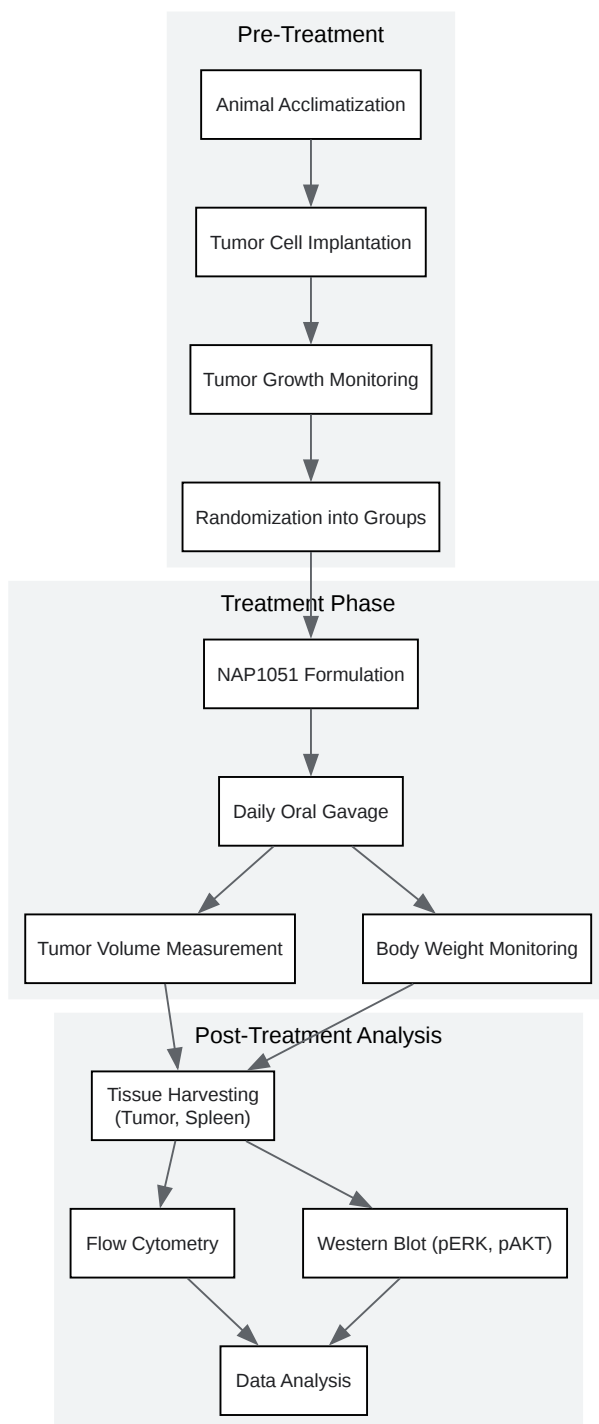 Pre-Treatment
Animal Acclimatization
Tumor Cell Implantation
Tumor Growth Monitoring
Randomization into Groups
Treatment Phase
NAP1051 Formulation
Daily Oral Gavage
Tumor Volume Measurement
Body Weight Monitoring
Post-Treatment Analysis
Tissue Harvesting
(Tumor, Spleen)
Flow Cytometry
Western Blot (pERK, pAKT)
Data Analysis